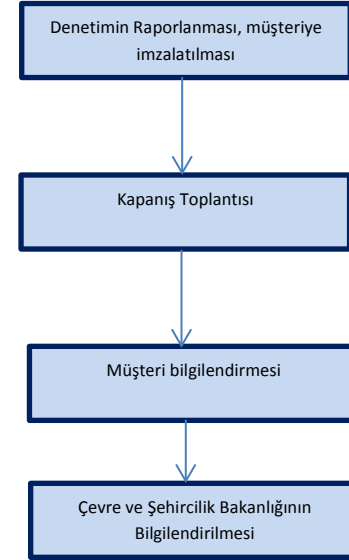 Denetimin Raporlanması, müşteriye
imzalatılması
Kapanış Toplantısı
Müşteri bilgilendirmesi
Çevre ve Şehircilik Bakanlığının
Bilgilendirilmesi